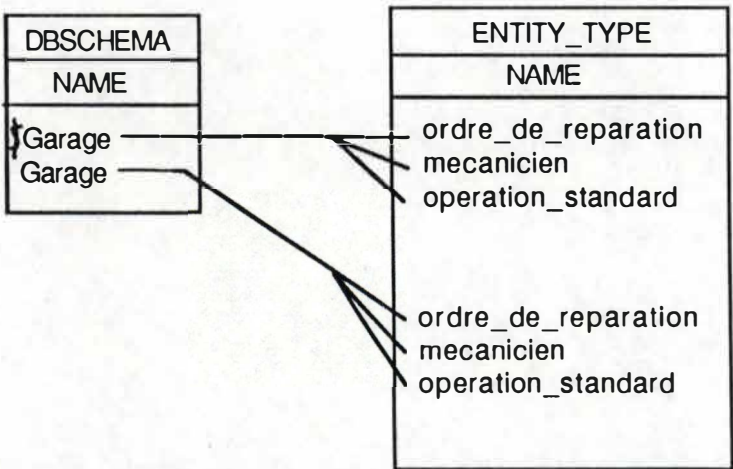 DBSCHEMA
NAME
$Garage
Garage
ENTITY_TYPE
NAME
ordre_de_reparation
mecanicien
operation_standard
ordre_de_reparation
mecanicien
operation_standard